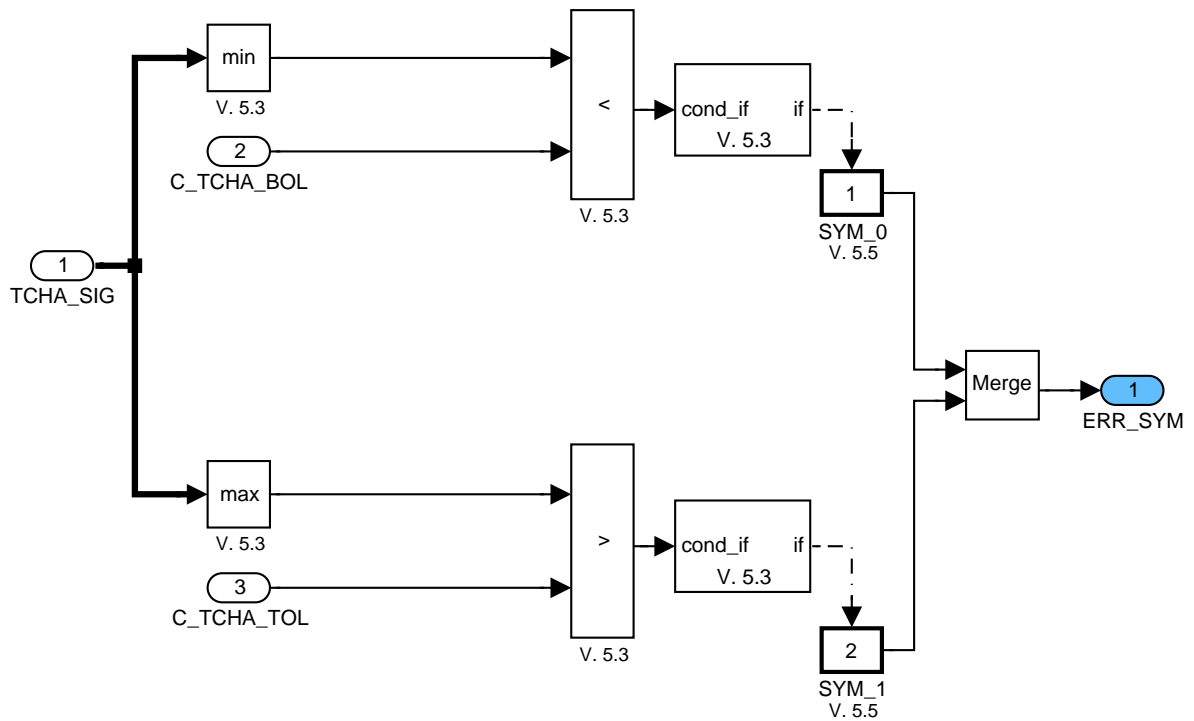 min
V. 5.3
2
C_TCHA_BOL
<
V. 5.3
cond_if if
V. 5.3
1
SYM_0
V. 5.5
1
TCHA_SIG
Merge
1
ERR_SYM
max
V. 5.3
3
C_TCHA_TOL
>
V. 5.3
cond_if if
V. 5.3
2
SYM_1
V. 5.5